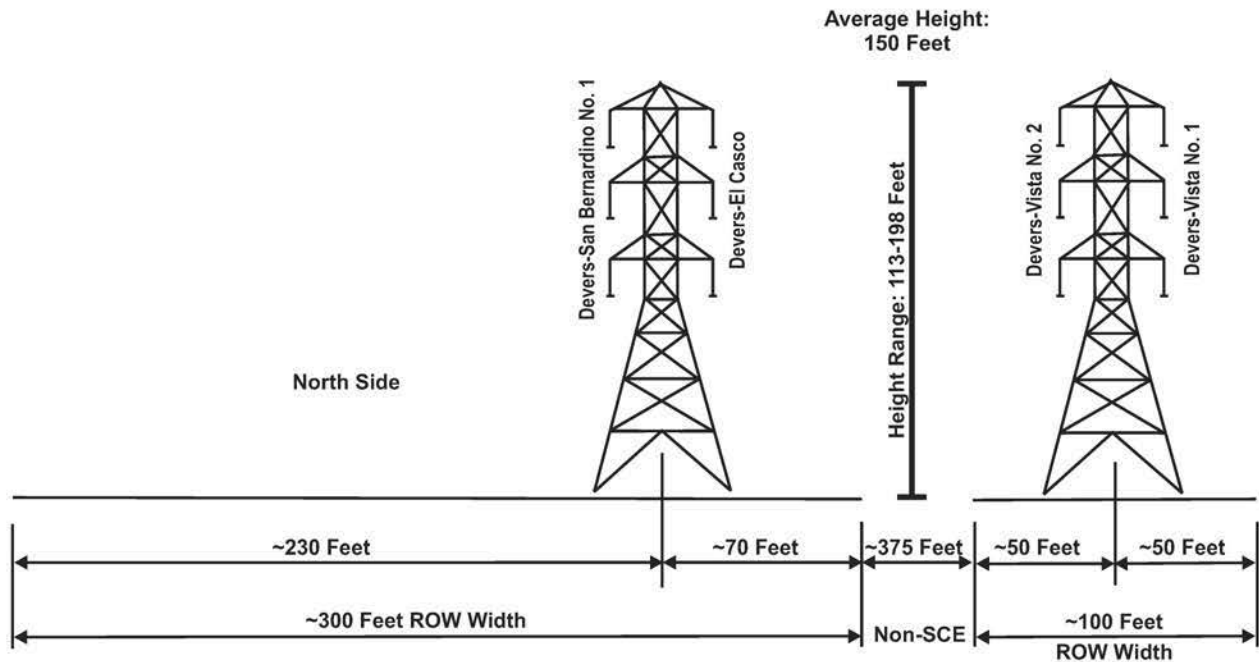 Average Height:
150 Feet
Devers-San Bernardino No. 1
Devers-El Casco
Height Range: 113-198 Feet
Devers-Vista No. 2
Devers-Vista No. 1
North Side
~230 Feet
~70 Feet
~375 Feet
~50 Feet
~50 Feet
~300 Feet ROW Width
Non-SCE
~100 Feet
ROW Width